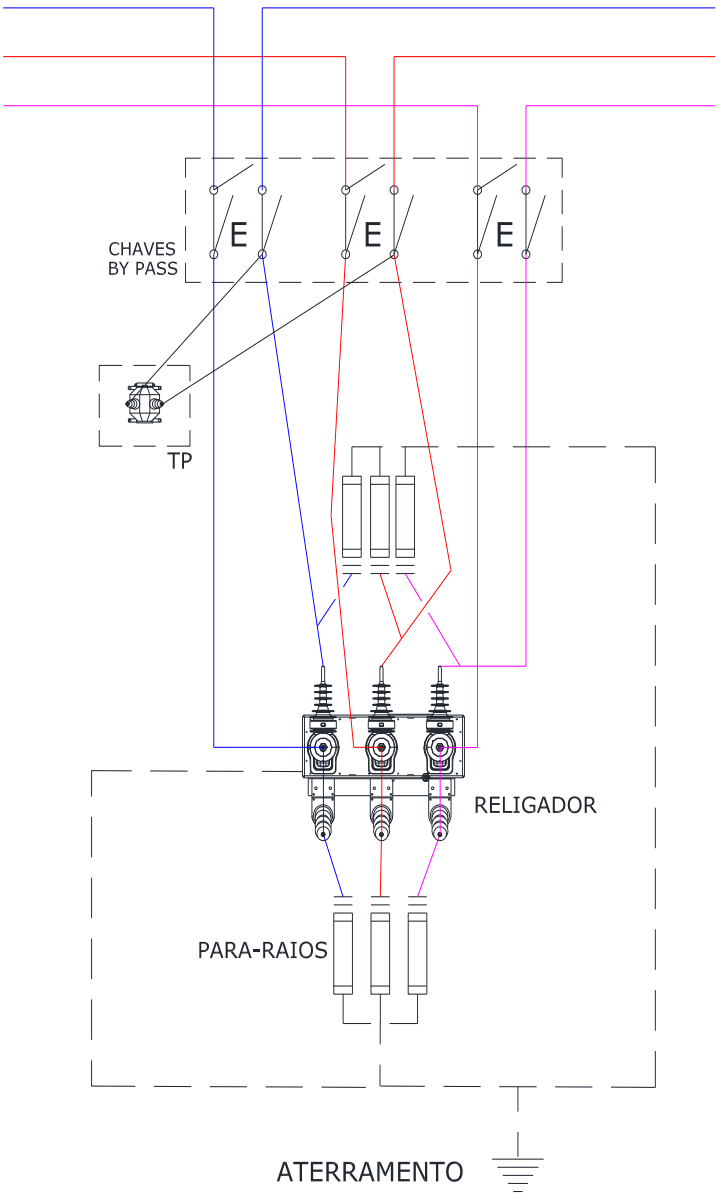 E
E
E
CHAVES
BY PASS
TP
RELIGADOR
PARA-RAIOS
ATERRAMENTO